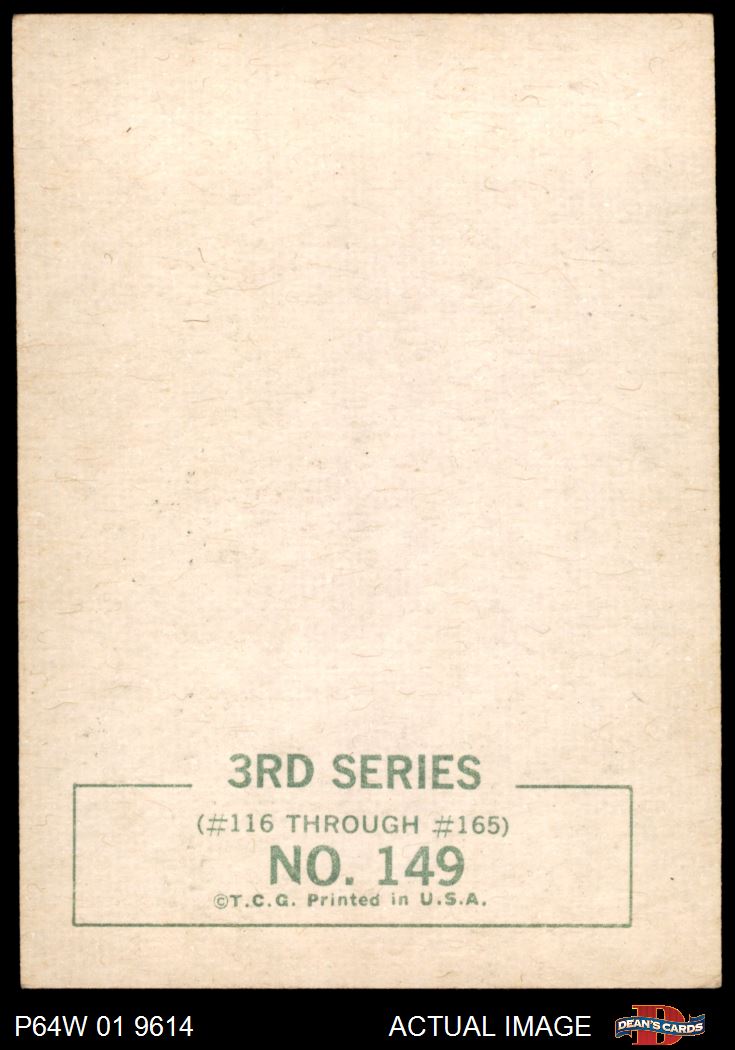 3RD SERIES
(#116 THROUGH #165)
NO. 149
©T.C.G. Printed in U.S.A.
P64W 01 9614
ACTUAL IMAGE
DEAN'S CARDS